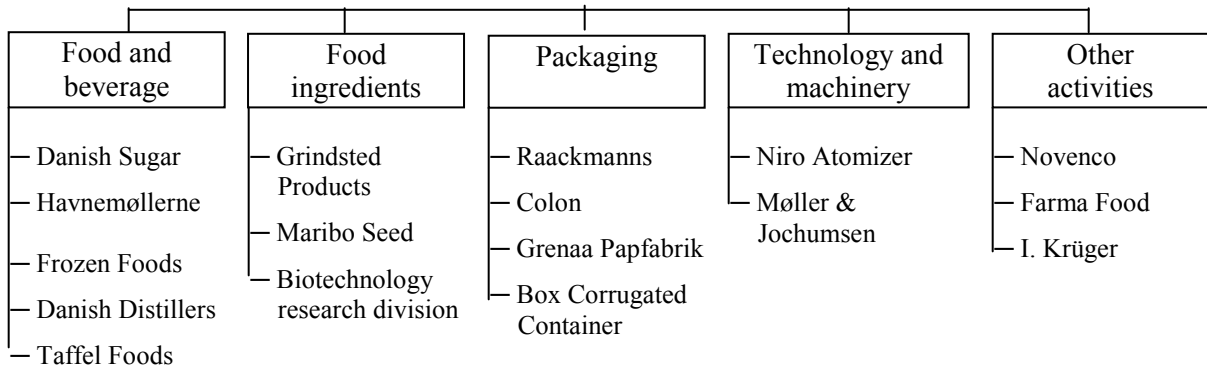 Food and
beverage
Danish Sugar
Havnemøllerne
Frozen Foods
Danish Distillers
Taffel Foods
Food
ingredients
Grindsted
Products
Maribo Seed
Biotechnology
research division
Packaging
Raackmanns
Colon
Grenaa Papfabrik
Box Corrugated
Container
Technology and
machinery
Niro Atomizer
Møller &
Jochumsen
Other
activities
Novenco
Farma Food
I. Krüger